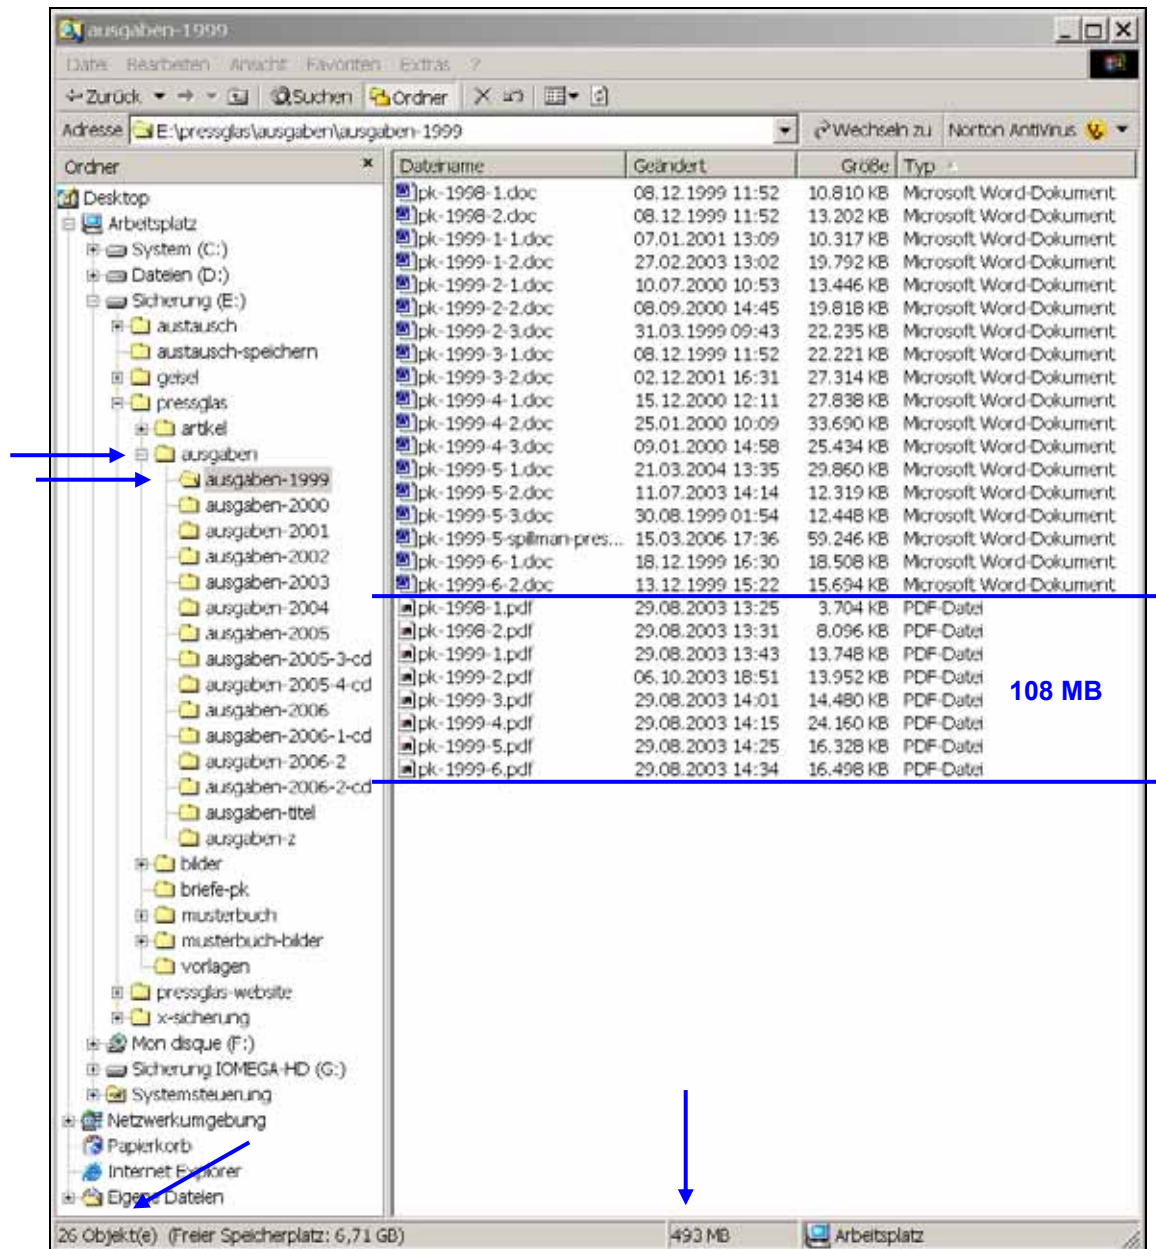 ausgaben-1999
Datei Bearbeiten Ansicht Favoriten Extras ?
Zurück Suchen Ordner
Adresse E:\pressglas\ausgaben\ausgaben-1999 Wechseln zu Norton AntiVirus
Ordner × Dateiname Geändert Größe Typ
Desktop
Arbeitsplatz
System (C:)
Dateien (D:)
Sicherung (E:)
austausch
austausch-speichern
geisel
pressglas
artikel
ausgaben
ausgaben-1999
ausgaben-2000
ausgaben-2001
ausgaben-2002
ausgaben-2003
ausgaben-2004
ausgaben-2005
ausgaben-2005-3-cd
ausgaben-2005-4-cd
ausgaben-2006
ausgaben-2006-1-cd
ausgaben-2006-2
ausgaben-2006-2-cd
ausgaben-titel
ausgaben-z
bilder
briefe-pk
musterbuch
musterbuch-bilder
vorlagen
pressglas-website
x-sicherung
Mon disque (F:)
Sicherung IOMEGA-HD (G:)
Systemsteuerung
Netzwerkumgebung
Papierkorb
Internet Explorer
Eigene Dateien
pk-1998-1.doc 08.12.1999 11:52 10.810 KB Microsoft Word-Dokument
pk-1998-2.doc 08.12.1999 11:52 13.202 KB Microsoft Word-Dokument
pk-1999-1-1.doc 07.01.2001 13:09 10.317 KB Microsoft Word-Dokument
pk-1999-1-2.doc 27.02.2003 13:02 19.792 KB Microsoft Word-Dokument
pk-1999-2-1.doc 10.07.2000 10:53 13.446 KB Microsoft Word-Dokument
pk-1999-2-2.doc 08.09.2000 14:45 19.818 KB Microsoft Word-Dokument
pk-1999-2-3.doc 31.03.1999 09:43 22.235 KB Microsoft Word-Dokument
pk-1999-3-1.doc 08.12.1999 11:52 22.221 KB Microsoft Word-Dokument
pk-1999-3-2.doc 02.12.2001 16:31 27.314 KB Microsoft Word-Dokument
pk-1999-4-1.doc 15.12.2000 12:11 27.838 KB Microsoft Word-Dokument
pk-1999-4-2.doc 25.01.2000 10:09 33.690 KB Microsoft Word-Dokument
pk-1999-4-3.doc 09.01.2000 14:58 25.434 KB Microsoft Word-Dokument
pk-1999-5-1.doc 21.03.2004 13:35 29.860 KB Microsoft Word-Dokument
pk-1999-5-2.doc 11.07.2003 14:14 12.319 KB Microsoft Word-Dokument
pk-1999-5-3.doc 30.08.1999 01:54 12.448 KB Microsoft Word-Dokument
pk-1999-5-spillman-pres... 15.03.2006 17:36 59.246 KB Microsoft Word-Dokument
pk-1999-6-1.doc 18.12.1999 16:30 18.508 KB Microsoft Word-Dokument
pk-1999-6-2.doc 13.12.1999 15:22 15.694 KB Microsoft Word-Dokument
pk-1998-1.pdf 29.08.2003 13:25 3.704 KB PDF-Datei
pk-1998-2.pdf 29.08.2003 13:31 8.096 KB PDF-Datei
pk-1999-1.pdf 29.08.2003 13:43 13.748 KB PDF-Datei
pk-1999-2.pdf 06.10.2003 18:51 13.952 KB PDF-Datei
pk-1999-3.pdf 29.08.2003 14:01 14.480 KB PDF-Datei
pk-1999-4.pdf 29.08.2003 14:15 24.160 KB PDF-Datei
pk-1999-5.pdf 29.08.2003 14:25 16.328 KB PDF-Datei
pk-1999-6.pdf 29.08.2003 14:34 16.498 KB PDF-Datei
108 MB
26 Objekt(e) (Freier Speicherplatz: 6,71 GB) 493 MB Arbeitsplatz